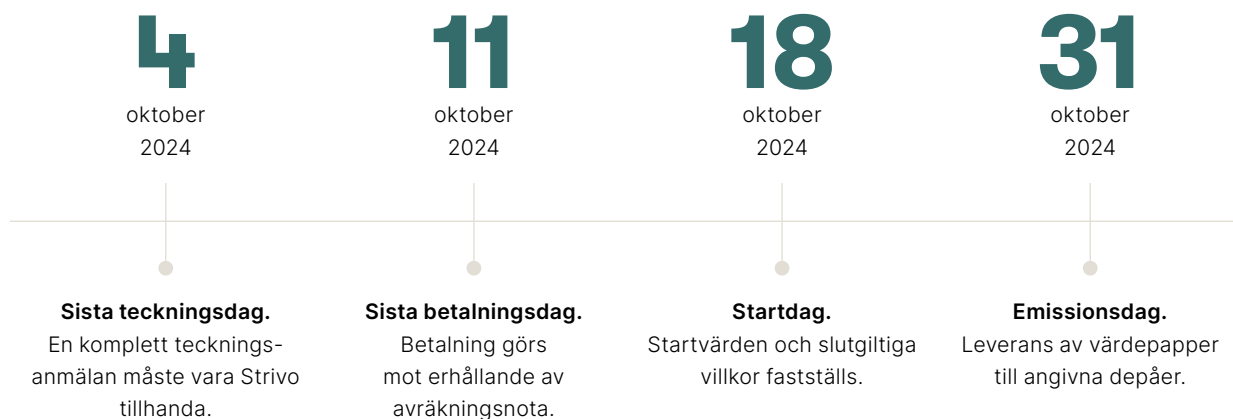 4
oktober
2024
Sista teckningsdag.
En komplett tecknings-
anmälan måste vara Strivo
tillhanda.
11
oktober
2024
Sista betalningsdag.
Betalning görs
mot erhållande av
avräkningsnota.
18
oktober
2024
Startdag.
Startvärden och slutgiltiga
villkor fastställs.
31
oktober
2024
Emissionsdag.
Leverans av värdepapper
till angivna depåer.